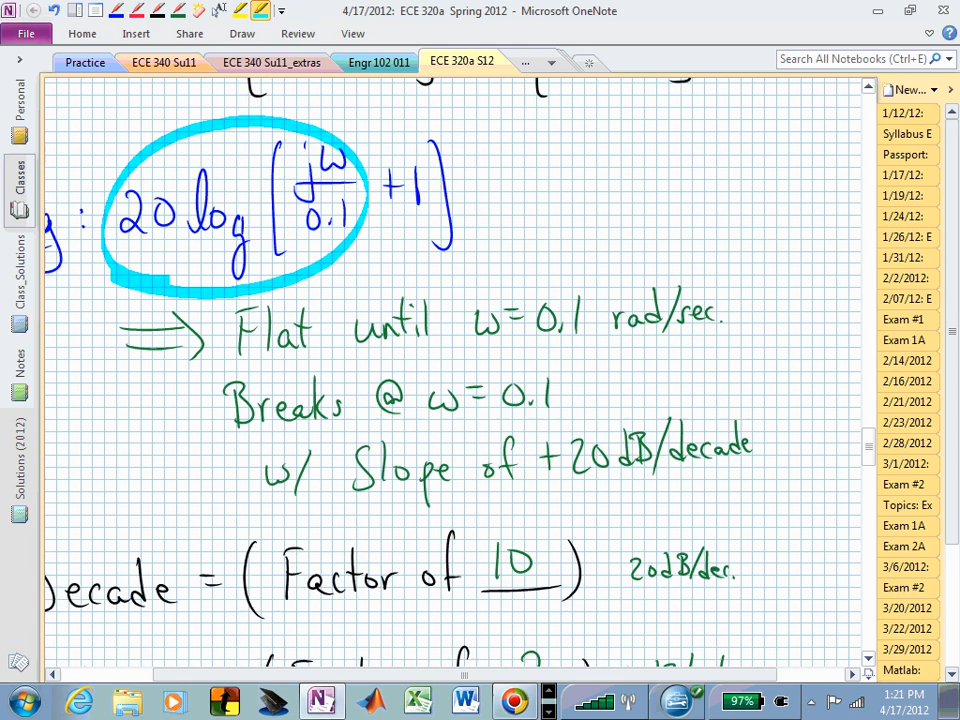 4/17/2012: ECE 320a Spring 2012 - Microsoft OneNote
File Home Insert Share Draw Review View
Practice ECE 340 Su11 ECE 340 Su11_extras Engr 102 011 ECE 320a S12 ... Search All Notebooks (Ctrl+E)
Personal
Classes
Class_Solutions
Notes
Solutions (2012)
: 20 log [ jω/0.1 + 1 ]
⇒ Flat until ω = 0.1 rad/sec.
Breaks @ ω = 0.1
w/ Slope of +20dB/decade
Decade = (Factor of 10) 20dB/dec.
New...
1/12/12:
Syllabus E
Passport:
1/17/12:
1/19/12:
1/24/12:
1/26/12: E
1/31/12:
2/2/2012:
2/07/12: E
Exam #1
Exam 1A
2/14/2012
2/16/2012
2/21/2012
2/23/2012
2/28/2012
3/1/2012:
Exam #2
Topics: Ex
Exam 1A
Exam 2A
3/6/2012:
Exam #2
3/20/2012
3/22/2012
3/29/2012
Matlab:
97%
1:21 PM
4/17/2012